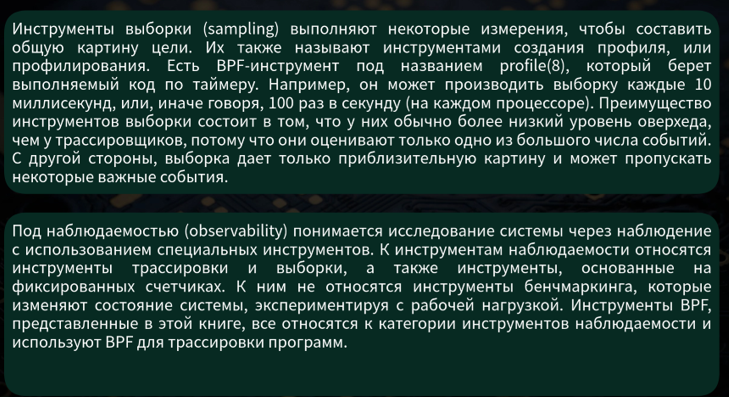 Инструменты выборки (sampling) выполняют некоторые измерения, чтобы составить
общую картину цели. Их также называют инструментами создания профиля, или
профилирования. Есть BPF-инструмент под названием profile(8), который берет
выполняемый код по таймеру. Например, он может производить выборку каждые 10
миллисекунд, или, иначе говоря, 100 раз в секунду (на каждом процессоре). Преимущество
инструментов выборки состоит в том, что у них обычно более низкий уровень оверхеда,
чем у трассировщиков, потому что они оценивают только одно из большого числа событий.
С другой стороны, выборка дает только приблизительную картину и может пропускать
некоторые важные события.
Под наблюдаемостью (observability) понимается исследование системы через наблюдение
с использованием специальных инструментов. К инструментам наблюдаемости относятся
инструменты трассировки и выборки, а также инструменты, основанные на
фиксированных счетчиках. К ним не относятся инструменты бенчмаркинга, которые
изменяют состояние системы, экспериментируя с рабочей нагрузкой. Инструменты BPF,
представленные в этой книге, все относятся к категории инструментов наблюдаемости и
используют BPF для трассировки программ.